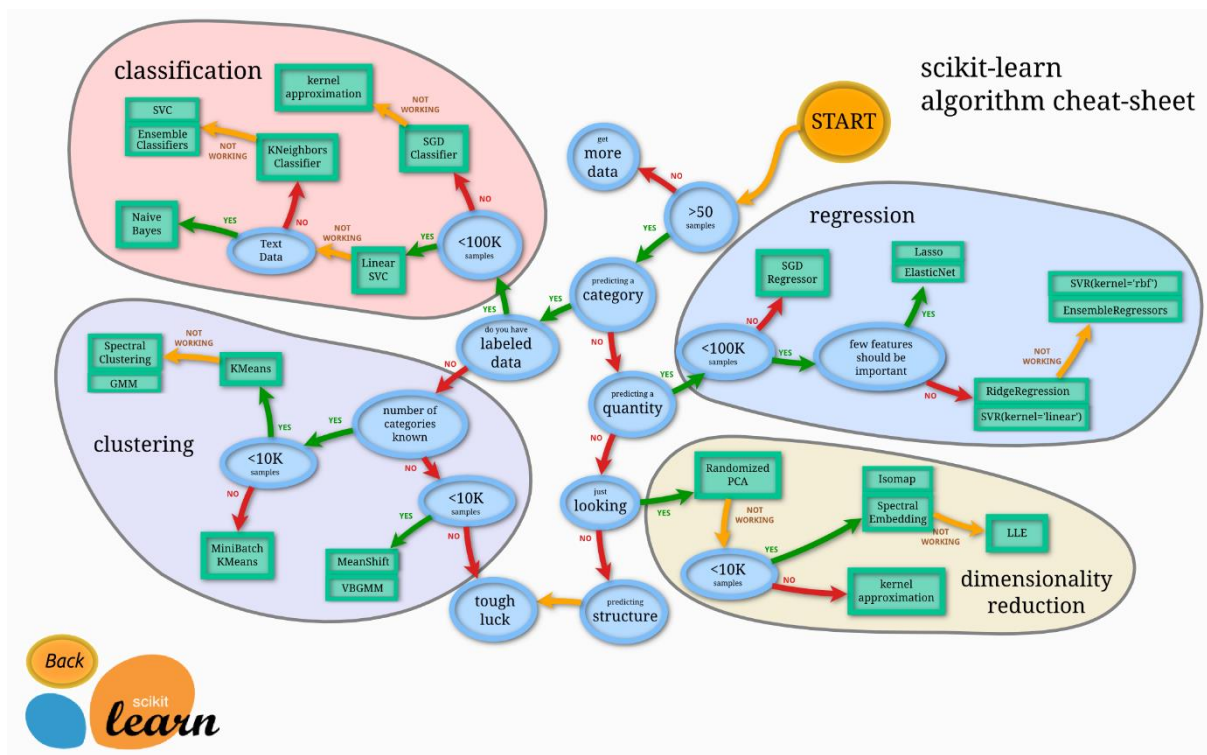 scikit-learn
algorithm cheat-sheet
START
get
more
data
NO
>50
samples
YES
predicting a
category
YES
NO
do you have
labeled
data
YES
NO
predicting a
quantity
YES
NO
just
looking
YES
NO
predicting
structure
tough
luck
classification
kernel
approximation
NOT
WORKING
SGD
Classifier
NO
<100K
samples
YES
Linear
SVC
NOT
WORKING
Text
Data
YES
Naive
Bayes
NO
KNeighbors
Classifier
NOT
WORKING
SVC
Ensemble
Classifiers
clustering
number of
categories
known
YES
NO
<10K
samples
YES
KMeans
NOT
WORKING
Spectral
Clustering
GMM
NO
MiniBatch
KMeans
<10K
samples
YES
MeanShift
VBGMM
NO
regression
<100K
samples
NO
SGD
Regressor
YES
few features
should be
important
YES
Lasso
ElasticNet
NO
RidgeRegression
SVR(kernel='linear')
NOT
WORKING
SVR(kernel='rbf')
EnsembleRegressors
dimensionality
reduction
Randomized
PCA
NOT
WORKING
<10K
samples
YES
Isomap
Spectral
Embedding
NOT
WORKING
LLE
NO
kernel
approximation
Back
scikit
learn